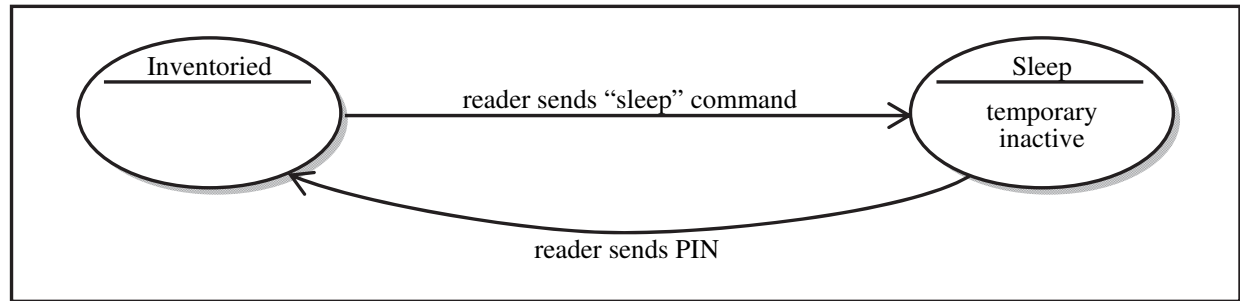 Inventoried
Sleep
reader sends “sleep” command
temporary
inactive
reader sends PIN